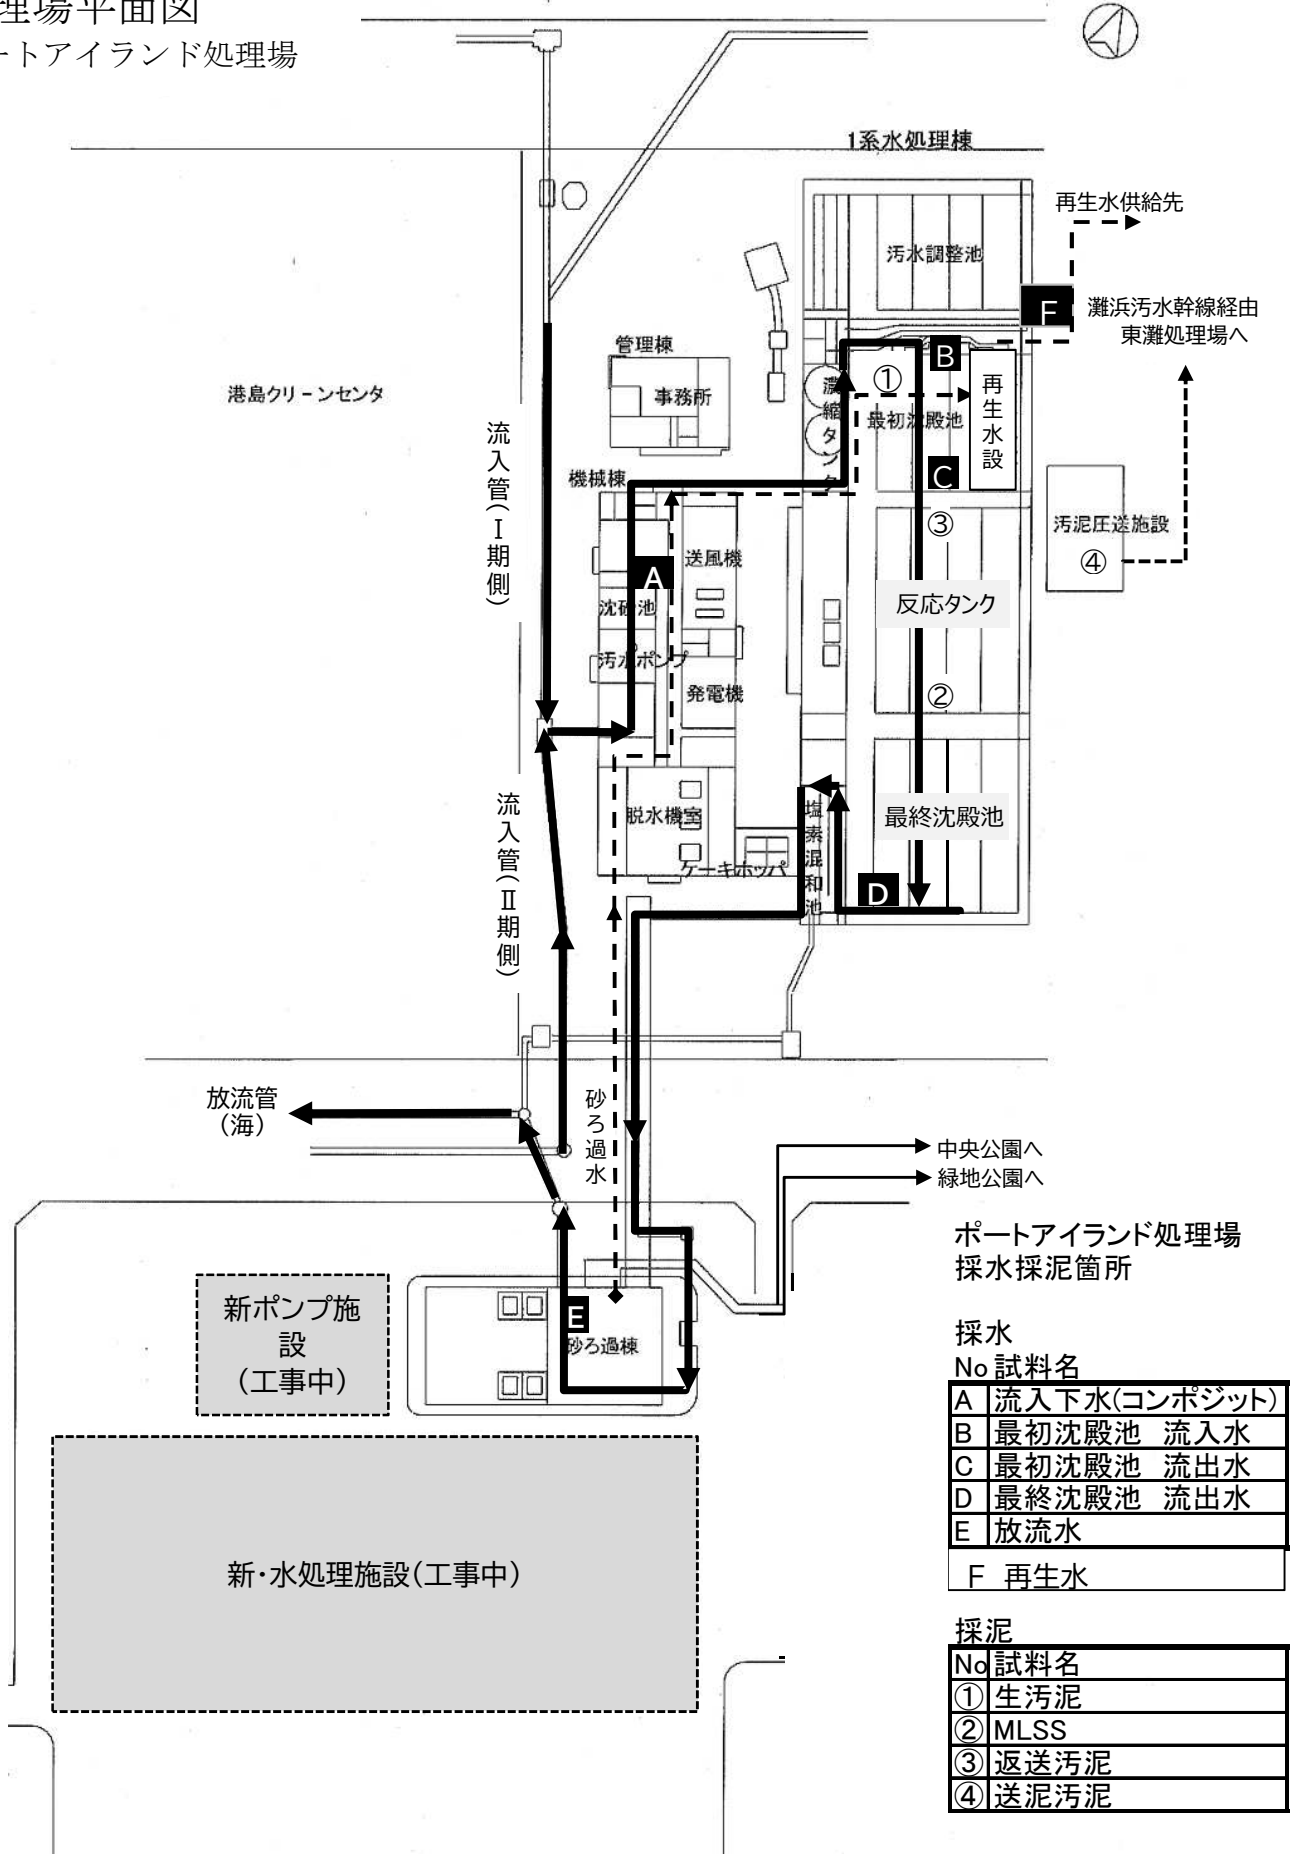 理場平面図
ートアイランド処理場
1系水処理棟
再生水供給先
汚水調整池
F
灘浜汚水幹線経由
東灘処理場へ
管理棟
事務所
B
①
濃縮タンク
再生水設
最初沈殿池
港島クリーンセンタ
流入管(Ⅰ期側)
機械棟
C
③
汚泥圧送施設
④
送風機
A
沈砂池
反応タンク
汚水ポンプ
発電機
②
流入管(Ⅱ期側)
脱水機室
塩素混和池
最終沈殿池
ケーキホッパ
D
放流管
(海)
砂ろ過水
中央公園へ
緑地公園へ
新ポンプ施
設
(工事中)
E
砂ろ過棟
新・水処理施設(工事中)
ポートアイランド処理場
採水採泥箇所
採水
No 試料名
A 流入下水(コンポジット)
B 最初沈殿池 流入水
C 最初沈殿池 流出水
D 最終沈殿池 流出水
E 放流水
F 再生水
採泥
No 試料名
① 生汚泥
② MLSS
③ 返送汚泥
④ 送泥汚泥